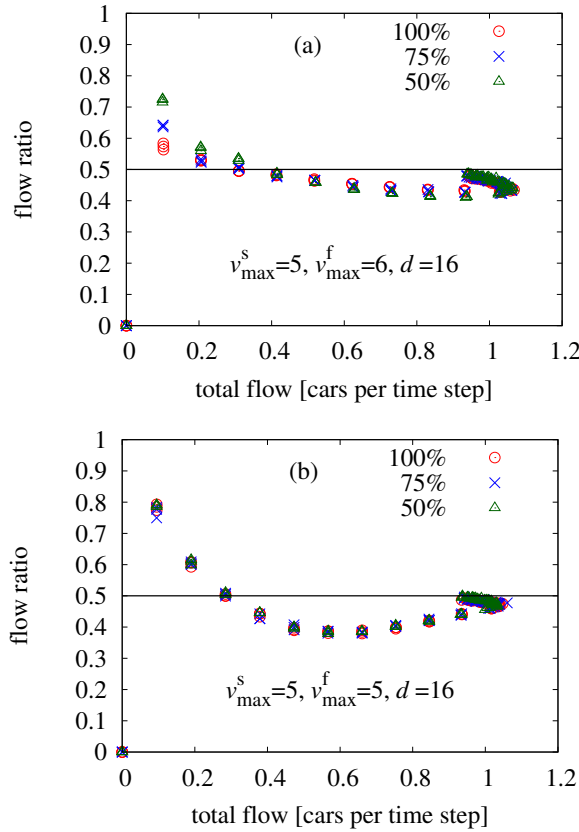 (a)
100%
75%
50%
1
0.9
0.8
0.7
0.6
0.5
0.4
0.3
0.2
0.1
0
flow ratio
v^s_max=5, v^f_max=6, d =16
0 0.2 0.4 0.6 0.8 1 1.2
total flow [cars per time step]
(b)
100%
75%
50%
1
0.9
0.8
0.7
0.6
0.5
0.4
0.3
0.2
0.1
0
flow ratio
v^s_max=5, v^f_max=5, d =16
0 0.2 0.4 0.6 0.8 1 1.2
total flow [cars per time step]